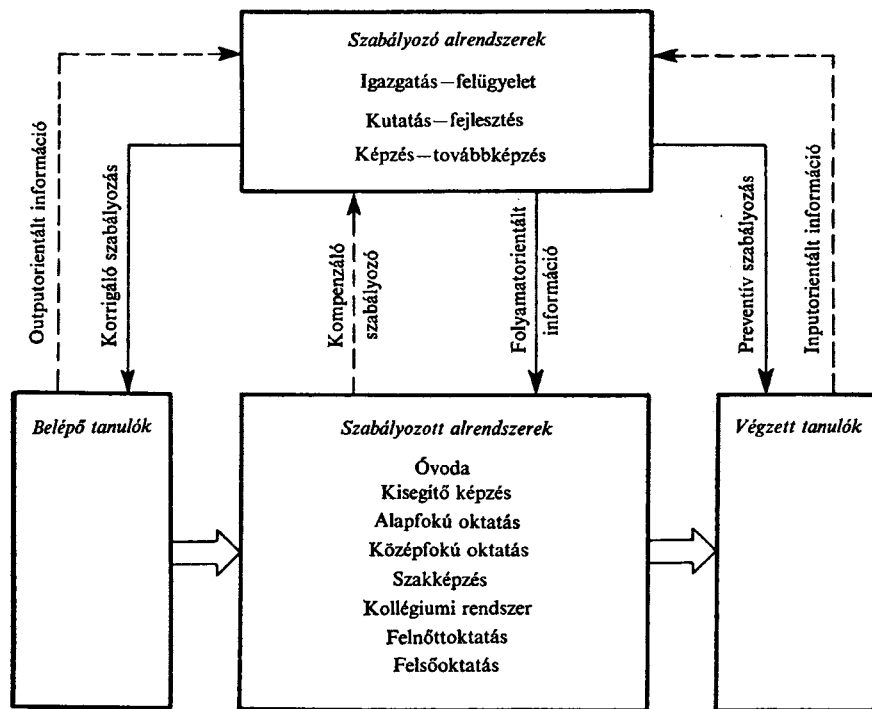 Szabályozó alrendszerek
Igazgatás—felügyelet
Kutatás—fejlesztés
Képzés—továbbképzés
Outputorientált információ
Korrigáló szabályozás
Kompenzáló
szabályozó
Folyamatorientált
információ
Preventív szabályozás
Inputorientált információ
Belépő tanulók
Szabályozott alrendszerek
Óvoda
Kisegítő képzés
Alapfokú oktatás
Középfokú oktatás
Szakképzés
Kollégiumi rendszer
Felnőttoktatás
Felsőoktatás
Végzett tanulók